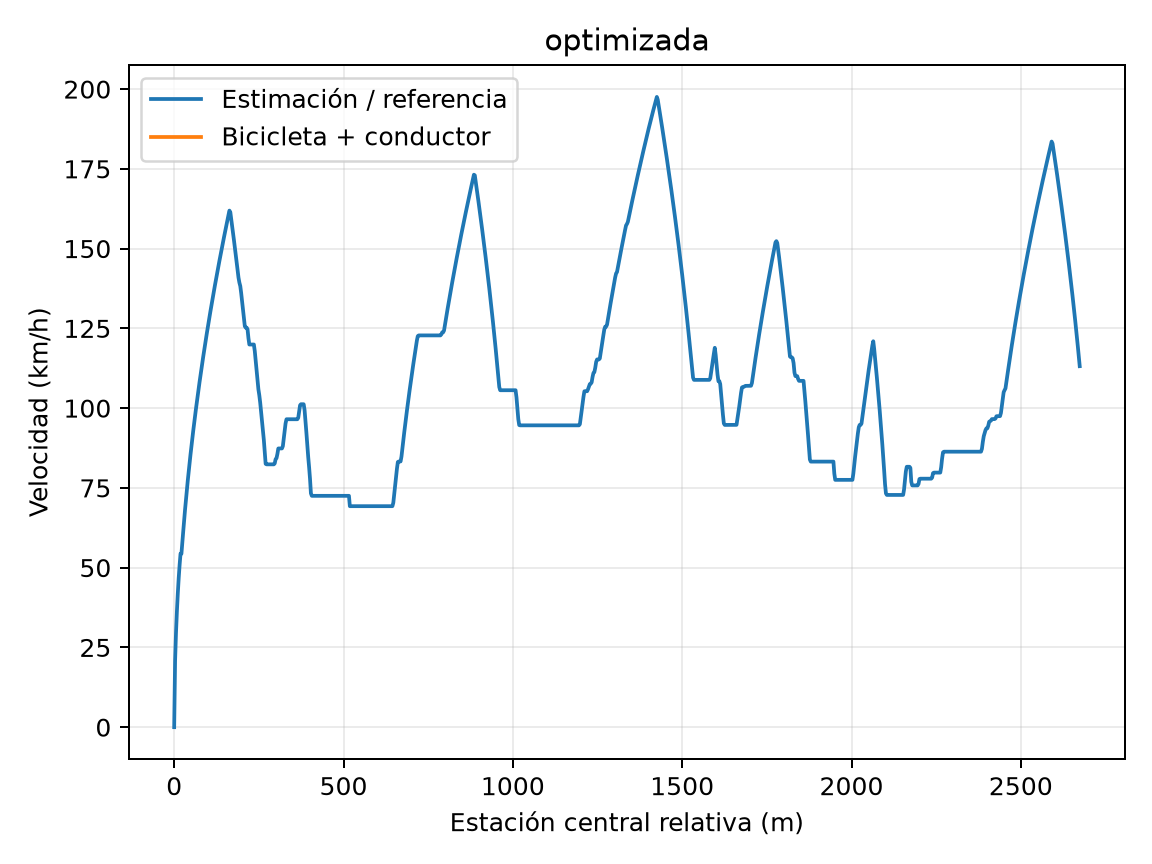 optimizada
Estimación / referencia
Bicicleta + conductor
Velocidad (km/h)
200
175
150
125
100
75
50
25
0
0 500 1000 1500 2000 2500
Estación central relativa (m)